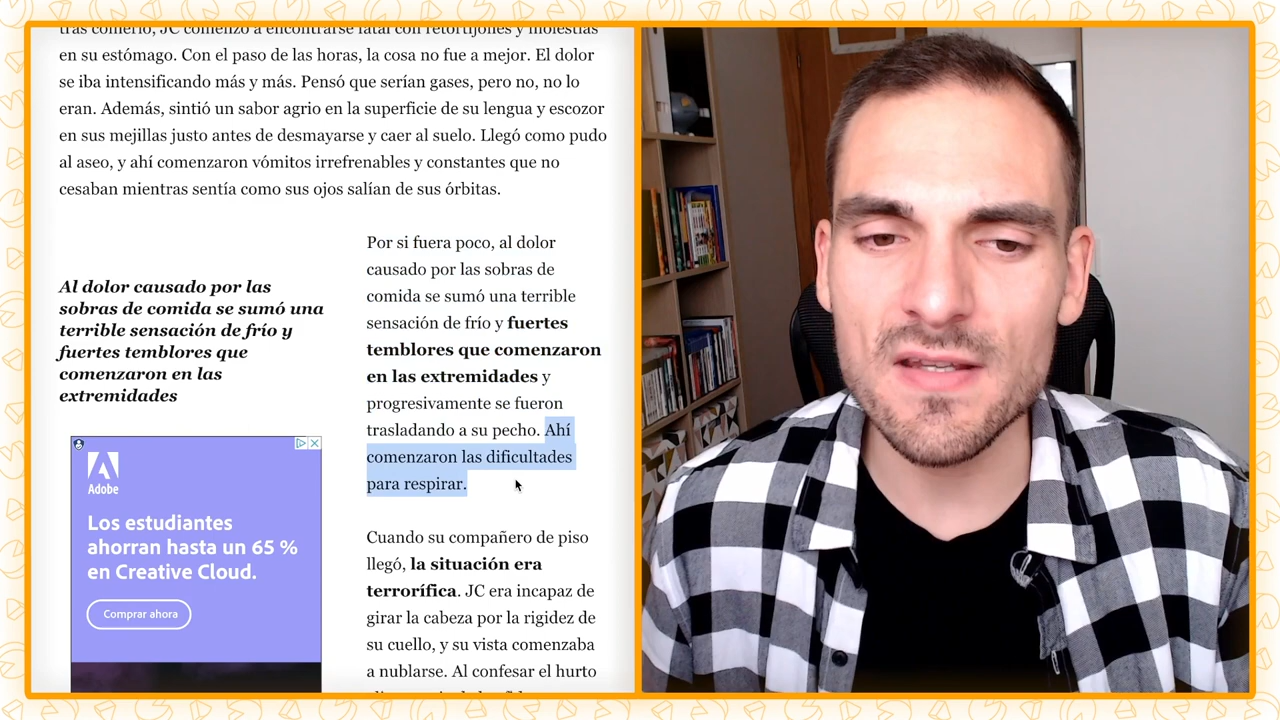 tras comerlo, JC comenzó a encontrarse fatal con retortijones y molestias
en su estómago. Con el paso de las horas, la cosa no fue a mejor. El dolor
se iba intensificando más y más. Pensó que serían gases, pero no, no lo
eran. Además, sintió un sabor agrio en la superficie de su lengua y escozor
en sus mejillas justo antes de desmayarse y caer al suelo. Llegó como pudo
al aseo, y ahí comenzaron vómitos irrefrenables y constantes que no
cesaban mientras sentía como sus ojos salían de sus órbitas.
Al dolor causado por las
sobras de comida se sumó una
terrible sensación de frío y
fuertes temblores que
comenzaron en las
extremidades
Adobe
Los estudiantes
ahorran hasta un 65 %
en Creative Cloud.
Comprar ahora
Por si fuera poco, al dolor
causado por las sobras de
comida se sumó una terrible
sensación de frío y fuertes
temblores que comenzaron
en las extremidades y
progresivamente se fueron
trasladando a su pecho. Ahí
comenzaron las dificultades
para respirar.
Cuando su compañero de piso
llegó, la situación era
terrorífica. JC era incapaz de
girar la cabeza por la rigidez de
su cuello, y su vista comenzaba
a nublarse. Al confesar el hurto